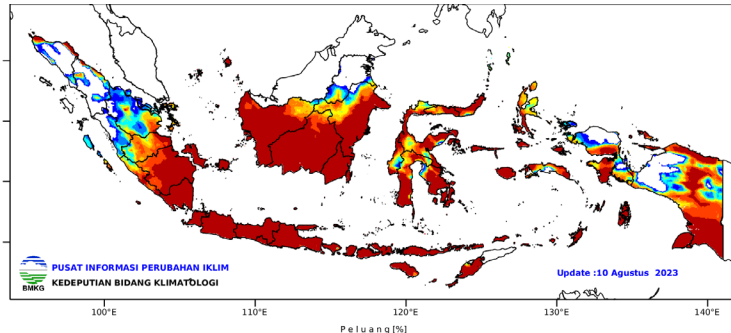 PUSAT INFORMASI PERUBAHAN IKLIM
KEDEPUTIAN BIDANG KLIMATOLOGI
BMKG
Update :10 Agustus 2023
100°E 110°E 120°E 130°E 140°E
Peluang[%]